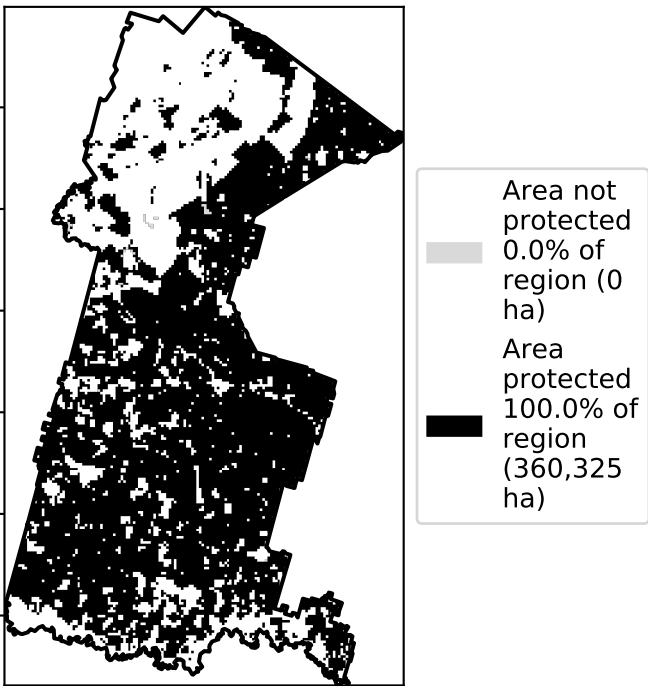 Area not
protected
0.0% of
region (0
ha)
Area
protected
100.0% of
region
(360,325
ha)